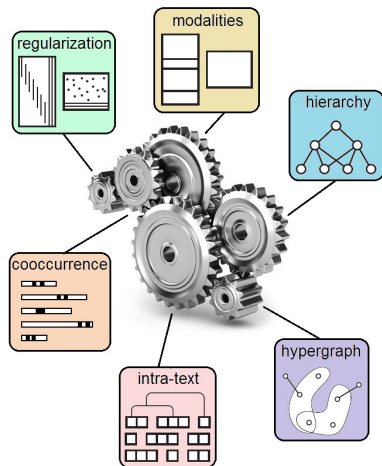 modalities
regularization
hierarchy
cooccurrence
hypergraph
intra-text